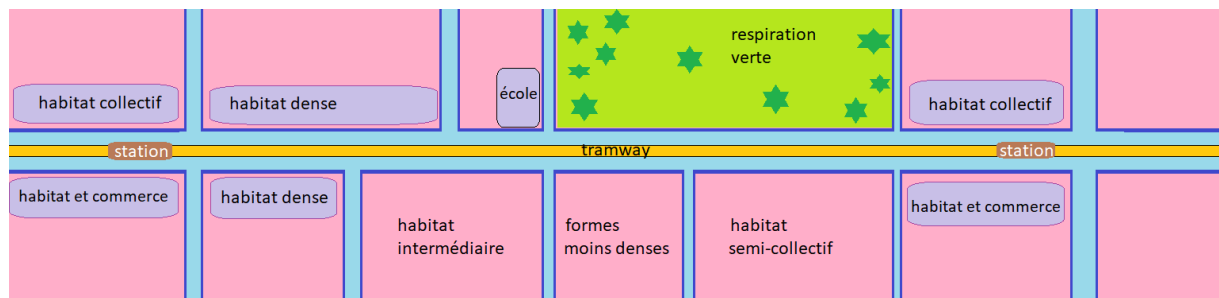 respiration
verte
habitat collectif
habitat dense
école
habitat collectif
station
tramway
station
habitat et commerce
habitat dense
habitat
intermédiaire
formes
moins denses
habitat
semi-collectif
habitat et commerce